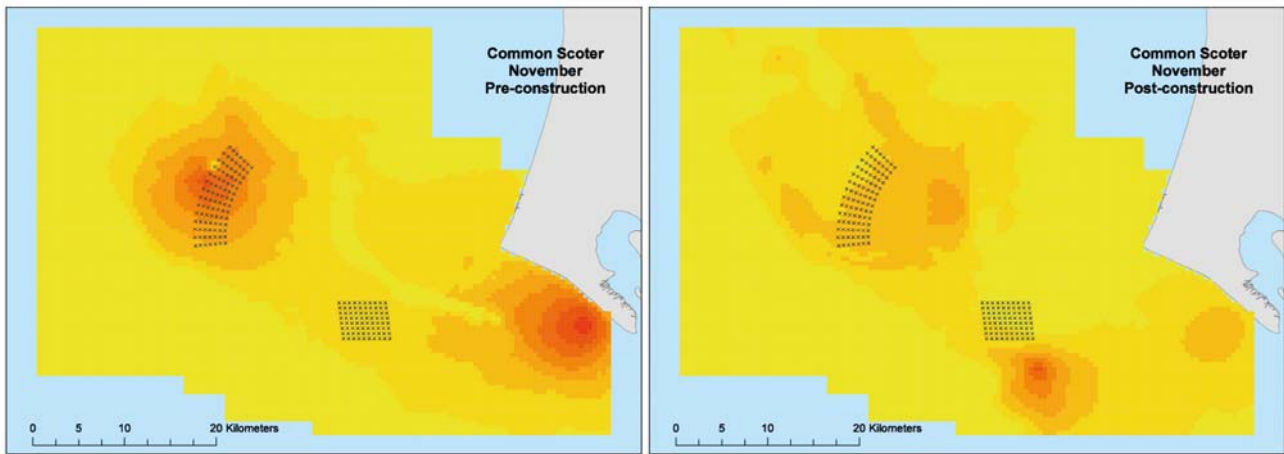 Common Scoter
November
Pre-construction
0 5 10 20 Kilometers
Common Scoter
November
Post-construction
0 5 10 20 Kilometers